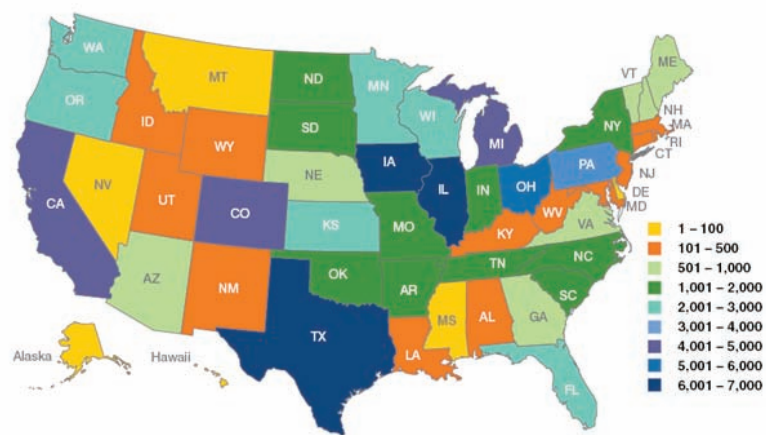 WA
MT
ND
MN
VT
ME
OR
ID
SD
WI
NH
NY
MA
WY
MI
RI
CT
IA
PA
NE
NJ
NV
IL
IN
OH
DE
UT
MD
CA
CO
WV
KS
MO
KY
VA
1 – 100
101 – 500
TN
NC
501 – 1,000
AZ
OK
NM
AR
SC
1,001 – 2,000
MS
AL
GA
2,001 – 3,000
TX
3,001 – 4,000
Alaska
Hawaii
LA
4,001 – 5,000
5,001 – 6,000
FL
6,001 – 7,000